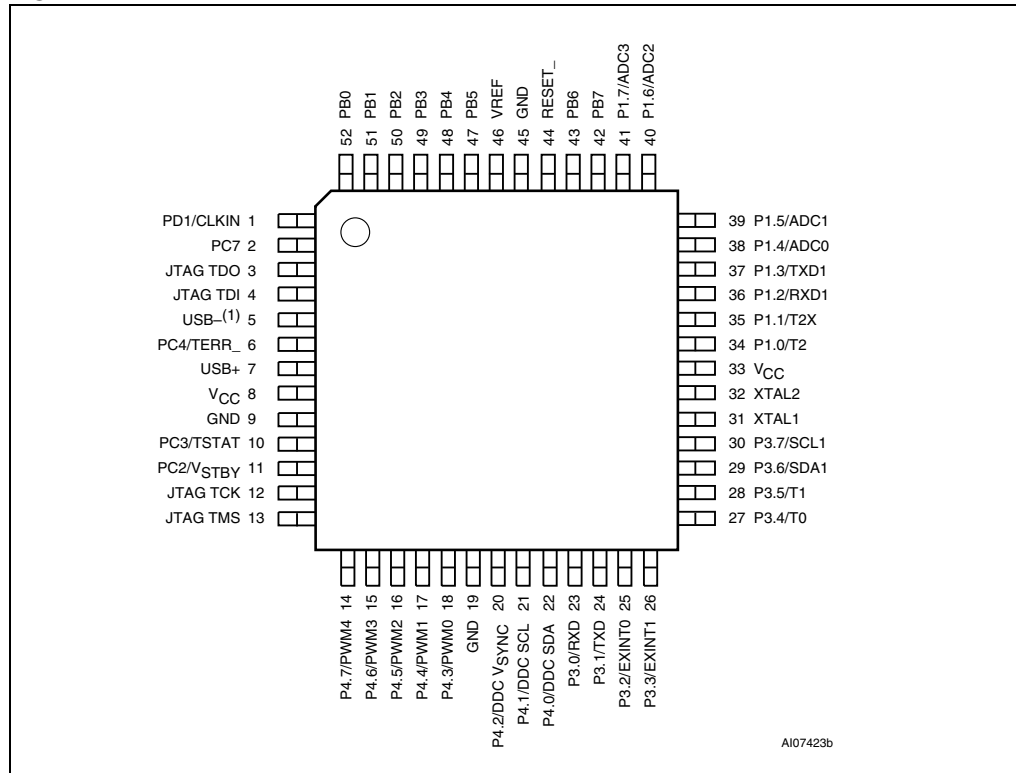 52 PB0
51 PB1
50 PB2
49 PB3
48 PB4
47 PB5
46 VREF
45 GND
44 RESET_
43 PB6
42 PB7
41 P1.7/ADC3
40 P1.6/ADC2
PD1/CLKIN 1
PC7 2
JTAG TDO 3
JTAG TDI 4
USB–(1) 5
PC4/TERR_ 6
USB+ 7
VCC 8
GND 9
PC3/TSTAT 10
PC2/VSTBY 11
JTAG TCK 12
JTAG TMS 13
39 P1.5/ADC1
38 P1.4/ADC0
37 P1.3/TXD1
36 P1.2/RXD1
35 P1.1/T2X
34 P1.0/T2
33 VCC
32 XTAL2
31 XTAL1
30 P3.7/SCL1
29 P3.6/SDA1
28 P3.5/T1
27 P3.4/T0
P4.7/PWM4 14
P4.6/PWM3 15
P4.5/PWM2 16
P4.4/PWM1 17
P4.3/PWM0 18
GND 19
P4.2/DDC VSYNC 20
P4.1/DDC SCL 21
P4.0/DDC SDA 22
P3.0/RXD 23
P3.1/TXD 24
P3.2/EXINT0 25
P3.3/EXINT1 26
AI07423b